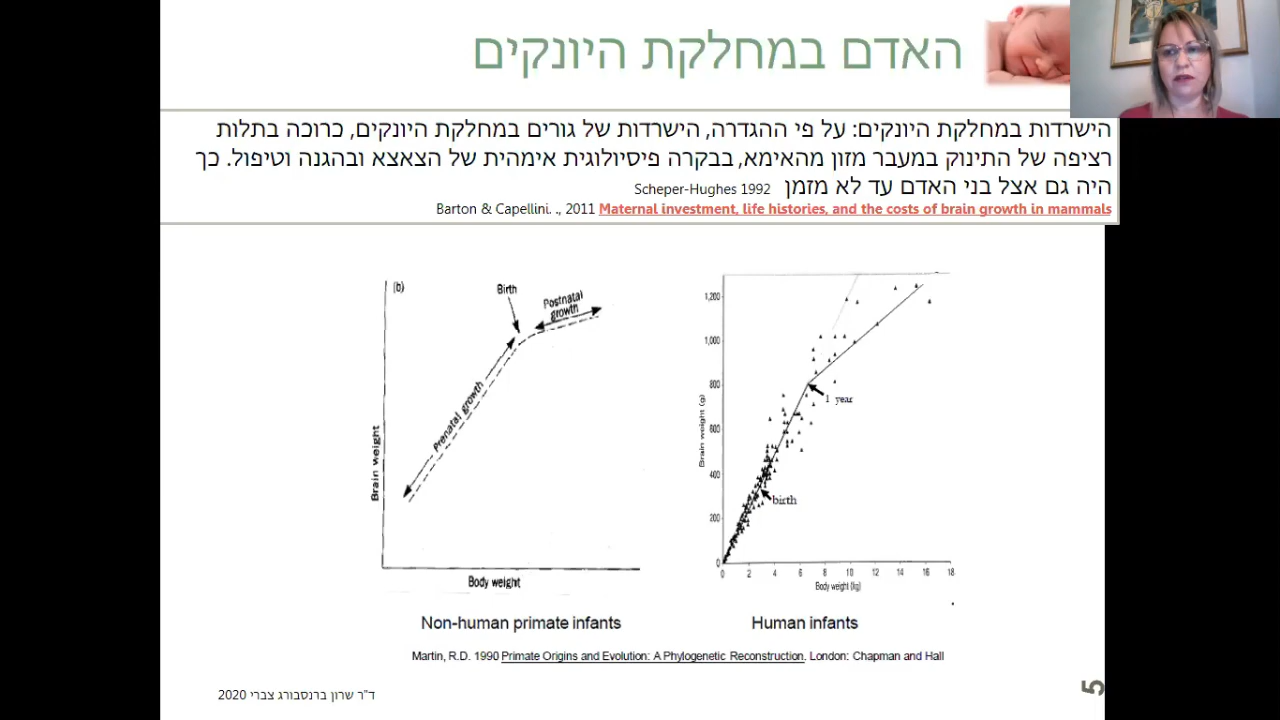 האדם במחלקת היונקים
הישרדות במחלקת היונקים: על פי ההגדרה, הישרדות של גורים במחלקת היונקים, כרוכה בתלות
רציפה של התינוק במעבר מזון מהאימא, בבקרה פיסיולוגית אימהית של הצאצא ובהגנה וטיפול. כך
היה גם אצל בני האדם עד לא מזמן Scheper-Hughes 1992
Barton & Capellini. ., 2011 Maternal investment, life histories, and the costs of brain growth in mammals
(b)
Birth
Postnatal
growth
Prenatal growth
Brain weight
Body weight
Non-human primate infants
1,200
1,000
800
600
400
200
0
Brain weight (g)
1 year
birth
0 2 4 6 8 10 12 14 16 18
Body weight (kg)
Human infants
Martin, R.D. 1990 Primate Origins and Evolution: A Phylogenetic Reconstruction. London: Chapman and Hall
ד"ר שרון ברנסבורג צברי 2020
5